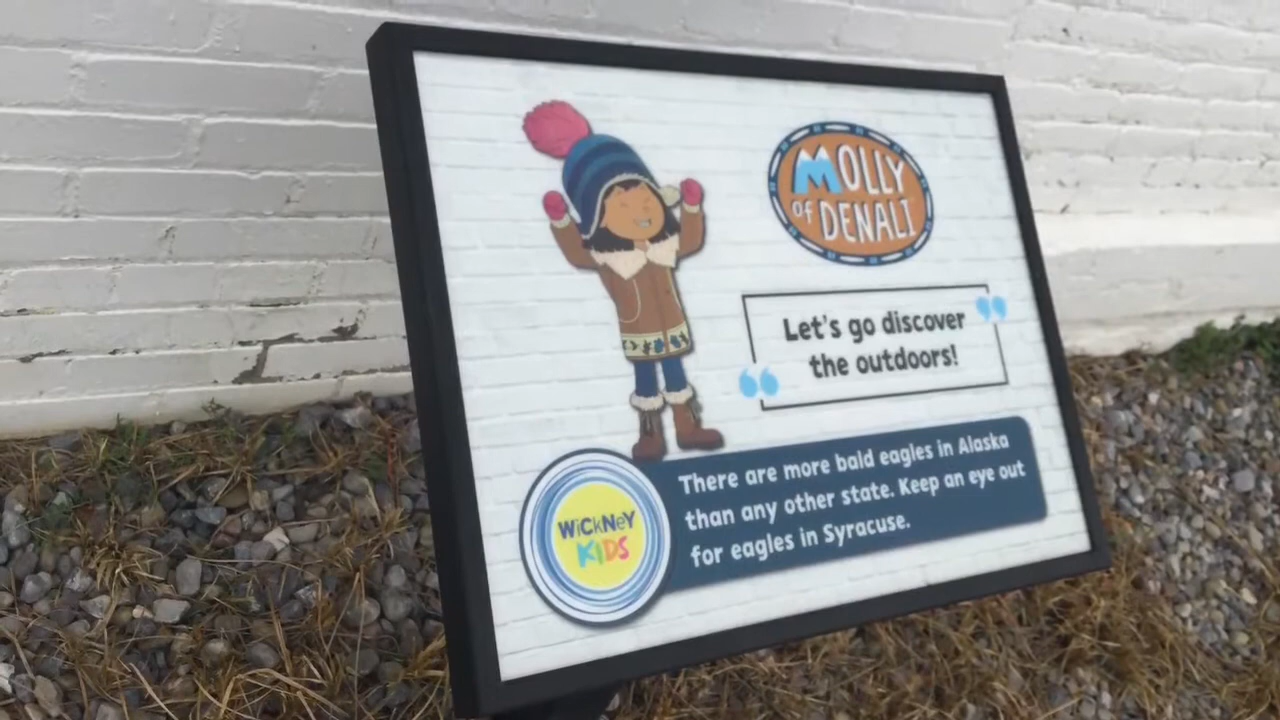 MOLLY
of DENALI
Let's go discover
the outdoors!
There are more bald eagles in Alaska
than any other state. Keep an eye out
for eagles in Syracuse.
WiCkNeY
KiDS